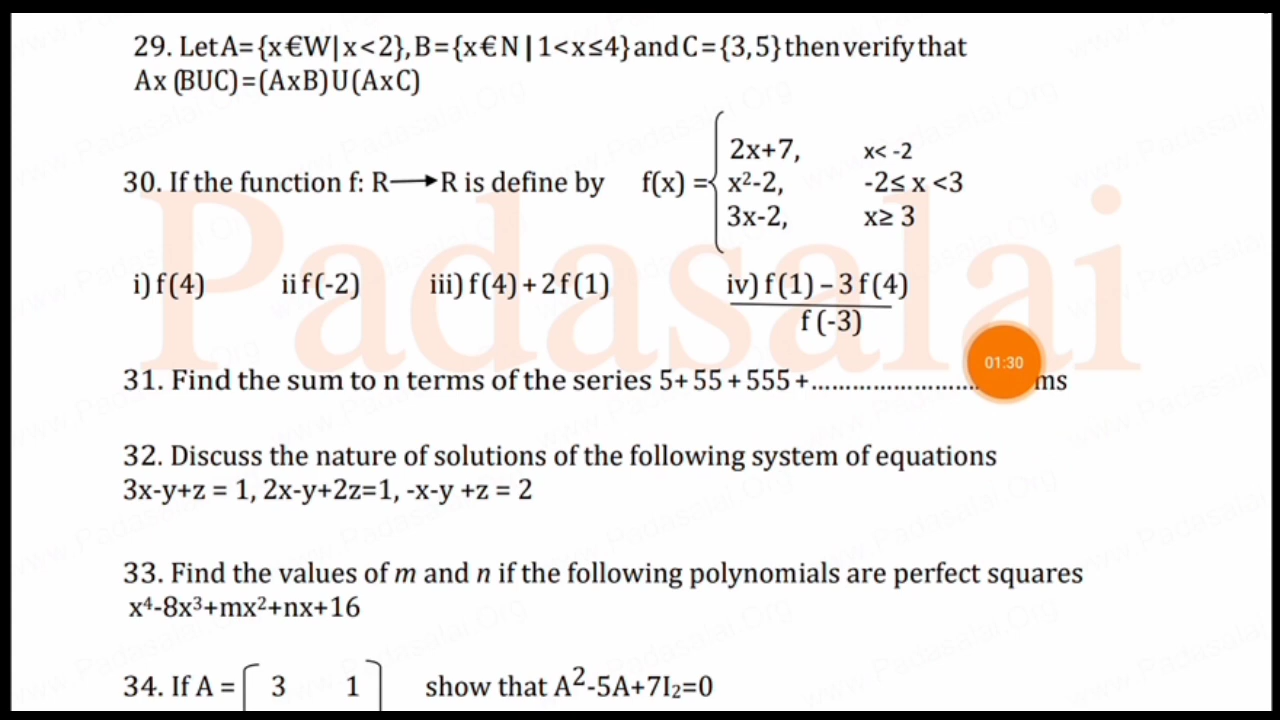 29. Let A= {x€W|x<2}, B={x€N | 1<x≤4} and C={3,5} then verify that
Ax (BUC)=(AxB)U(AxC)
2x+7, x< -2
30. If the function f: R⟶R is define by f(x) = x²-2, -2≤ x <3
3x-2, x≥ 3
i) f(4) ii f(-2) iii) f(4) + 2 f(1) iv) f(1) – 3 f(4)
f (-3)
31. Find the sum to n terms of the series 5+ 55 + 555 +............................ms
01:30
32. Discuss the nature of solutions of the following system of equations
3x-y+z = 1, 2x-y+2z=1, -x-y +z = 2
33. Find the values of m and n if the following polynomials are perfect squares
x⁴-8x³+mx²+nx+16
34. If A = 3 1 show that A²-5A+7I₂=0
Padasalai